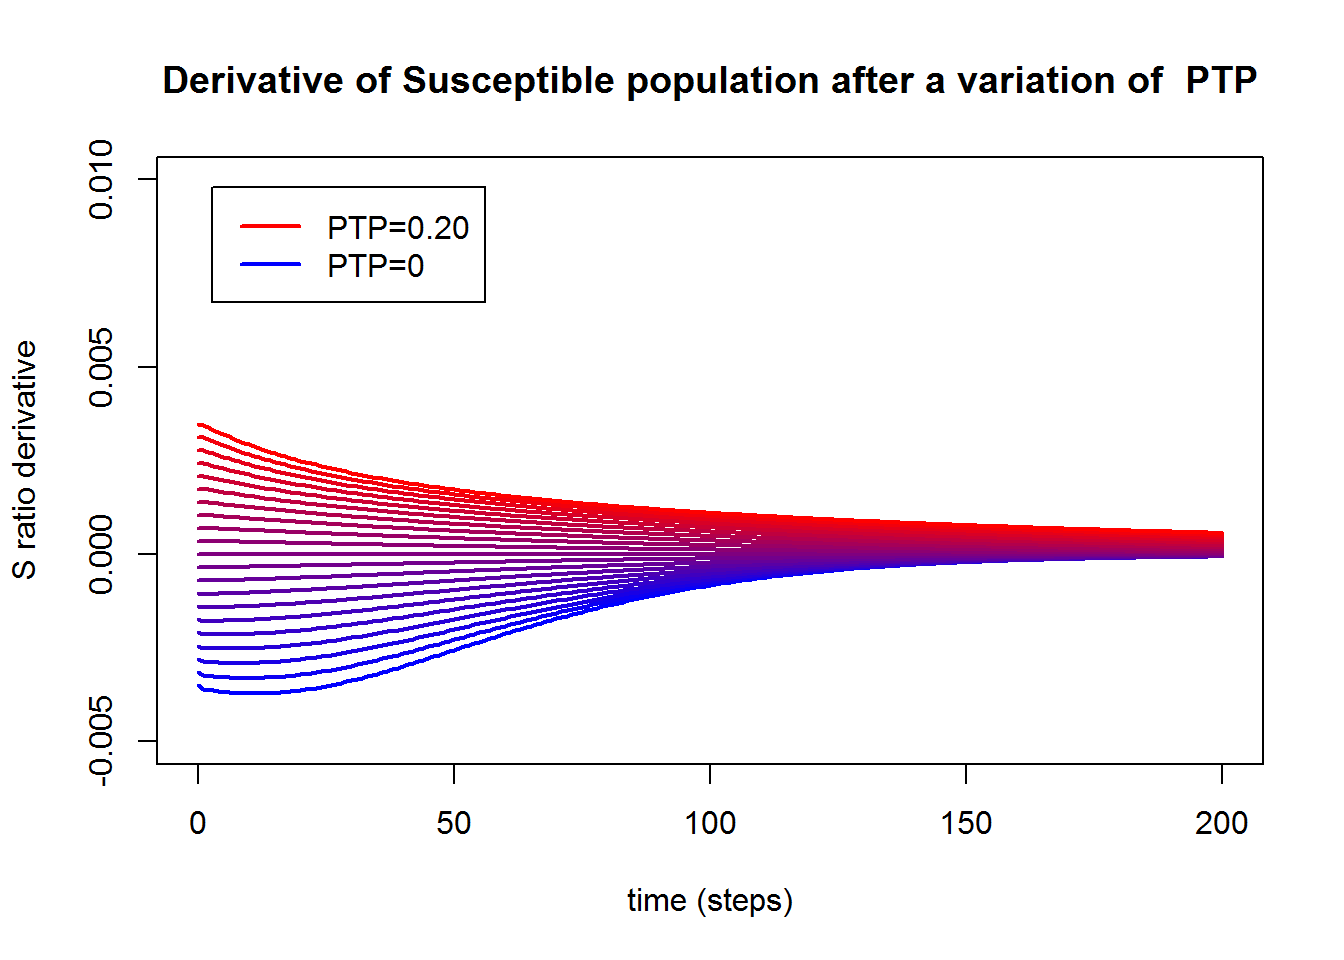 Derivative of Susceptible population after a variation of  PTP
S ratio derivative
0.010
0.005
0.000
-0.005
PTP=0.20
PTP=0
0 50 100 150 200
time (steps)